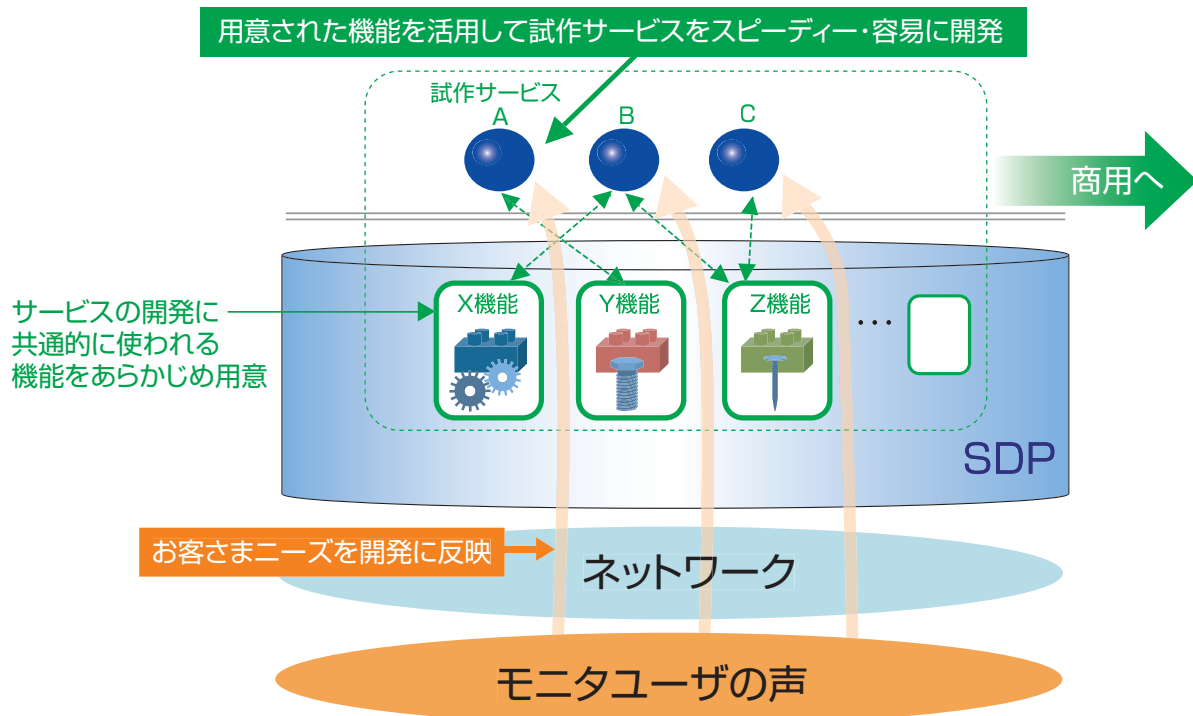 用意された機能を活用して試作サービスをスピーディー・容易に開発
試作サービス
A
B
C
商用へ
サービスの開発に
共通的に使われる
機能をあらかじめ用意
X機能
Y機能
Z機能
…
SDP
お客さまニーズを開発に反映
ネットワーク
モニタユーザの声